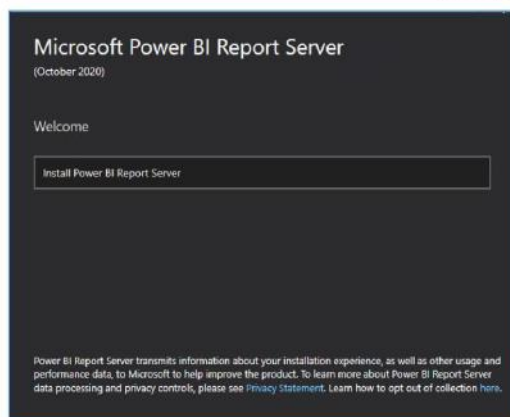 Microsoft Power BI Report Server
(October 2020)
Welcome
Install Power BI Report Server
Power BI Report Server transmits information about your installation experience, as well as other usage and
performance data, to Microsoft to help improve the product. To learn more about Power BI Report Server
data processing and privacy controls, please see Privacy Statement. Learn how to opt out of collection here.